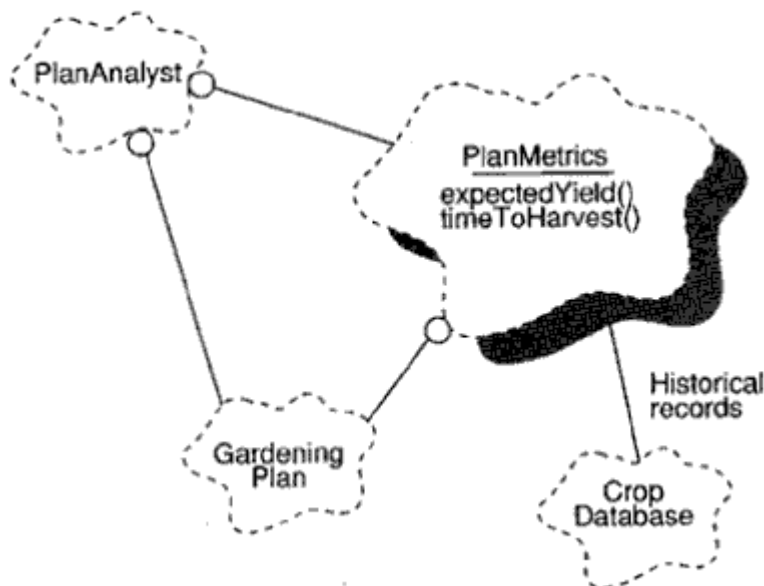 PlanAnalyst
PlanMetrics
expectedYield()
timeToHarvest()
Historical
records
Gardening
Plan
Crop
Database